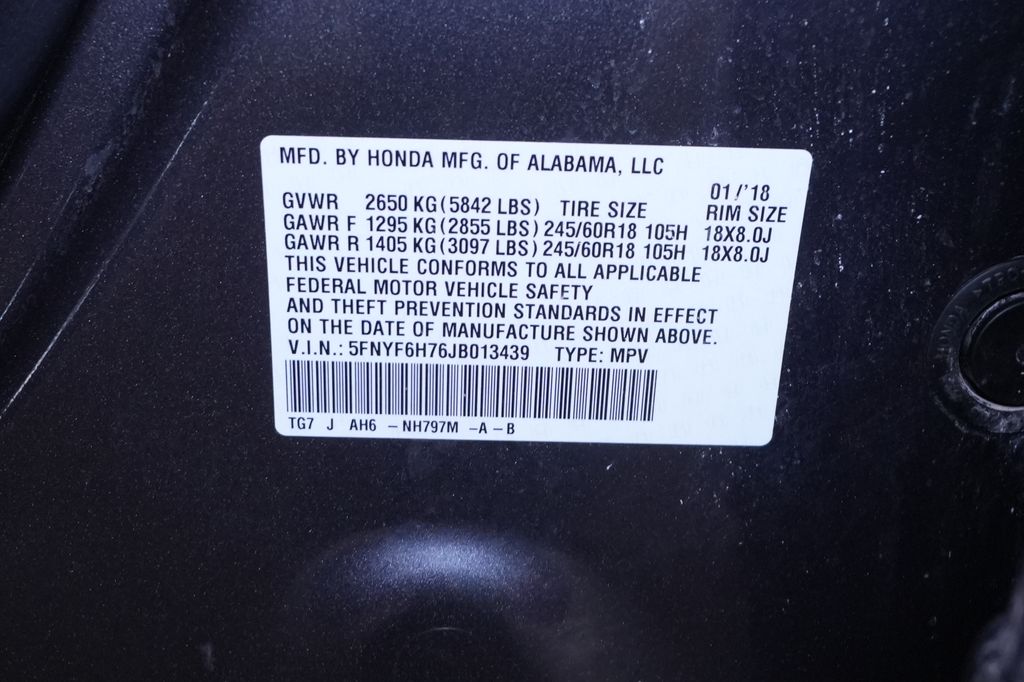 MFD. BY HONDA MFG. OF ALABAMA, LLC
01/'18
GVWR 2650 KG (5842 LBS) TIRE SIZE RIM SIZE
GAWR F 1295 KG (2855 LBS) 245/60R18 105H 18X8.0J
GAWR R 1405 KG (3097 LBS) 245/60R18 105H 18X8.0J
THIS VEHICLE CONFORMS TO ALL APPLICABLE
FEDERAL MOTOR VEHICLE SAFETY
AND THEFT PREVENTION STANDARDS IN EFFECT
ON THE DATE OF MANUFACTURE SHOWN ABOVE.
V.I.N.: 5FNYF6H76JB013439 TYPE: MPV
TG7 J AH6 - NH797M - A - B
HONDA